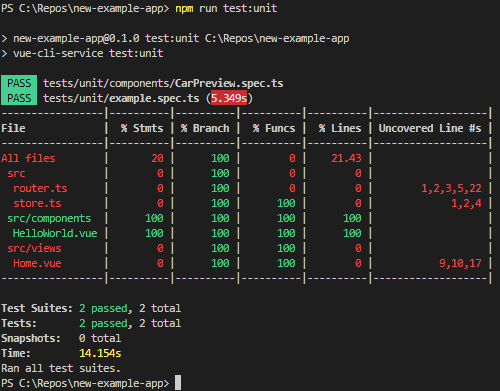 PS C:\Repos\new-example-app> npm run test:unit
> new-example-app@0.1.0 test:unit C:\Repos\new-example-app
> vue-cli-service test:unit
PASS tests/unit/components/CarPreview.spec.ts
PASS tests/unit/example.spec.ts (5.349s)
----------------|----------|----------|----------|----------|-------------------|
File            |  % Stmts | % Branch |  % Funcs |  % Lines | Uncovered Line #s |
----------------|----------|----------|----------|----------|-------------------|
All files       |       20 |      100 |        0 |    21.43 |                   |
 src            |        0 |      100 |        0 |        0 |                   |
  router.ts     |        0 |      100 |        0 |        0 |       1,2,3,5,22 |
  store.ts      |        0 |      100 |      100 |        0 |             1,2,4 |
 src/components |      100 |      100 |      100 |      100 |                   |
  HelloWorld.vue |      100 |      100 |      100 |      100 |                   |
 src/views      |        0 |      100 |      100 |        0 |                   |
  Home.vue      |        0 |      100 |      100 |        0 |           9,10,17 |
----------------|----------|----------|----------|----------|-------------------|
Test Suites: 2 passed, 2 total
Tests:       2 passed, 2 total
Snapshots:   0 total
Time:        14.154s
Ran all test suites.
PS C:\Repos\new-example-app>